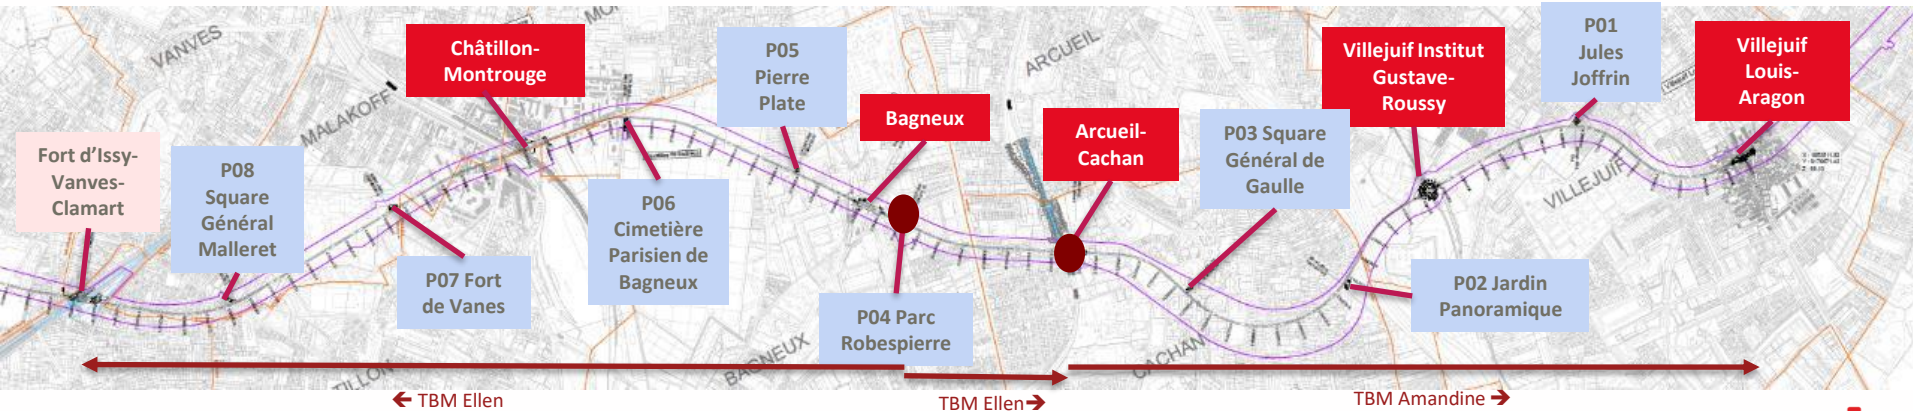 VANVES
MALAKOFF
ARCUEIL
VILLEJUIF
BAGNEUX
CACHAN
TILLON
Fort d’Issy-
Vanves-
Clamart
P08
Square
Général
Malleret
Châtillon-
Montrouge
P07 Fort
de Vanes
P06
Cimetière
Parisien de
Bagneux
P05
Pierre
Plate
Bagneux
P04 Parc
Robespierre
Arcueil-
Cachan
P03 Square
Général de
Gaulle
Villejuif Institut
Gustave-
Roussy
P02 Jardin
Panoramique
P01
Jules
Joffrin
Villejuif
Louis-
Aragon
← TBM Ellen
TBM Ellen→
TBM Amandine →